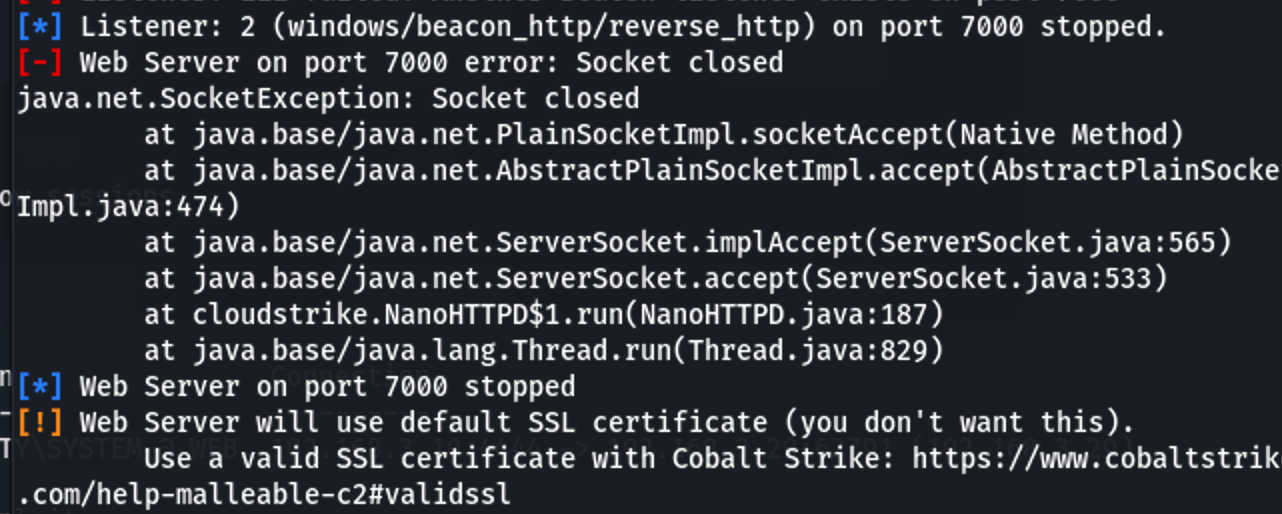 [*] Listener: 2 (windows/beacon_http/reverse_http) on port 7000 stopped.
[-] Web Server on port 7000 error: Socket closed
java.net.SocketException: Socket closed
at java.base/java.net.PlainSocketImpl.socketAccept(Native Method)
at java.base/java.net.AbstractPlainSocketImpl.accept(AbstractPlainSocke
Impl.java:474)
at java.base/java.net.ServerSocket.implAccept(ServerSocket.java:565)
at java.base/java.net.ServerSocket.accept(ServerSocket.java:533)
at cloudstrike.NanoHTTPD$1.run(NanoHTTPD.java:187)
at java.base/java.lang.Thread.run(Thread.java:829)
[*] Web Server on port 7000 stopped
[!] Web Server will use default SSL certificate (you don't want this).
Use a valid SSL certificate with Cobalt Strike: https://www.cobaltstrik
.com/help-malleable-c2#validssl